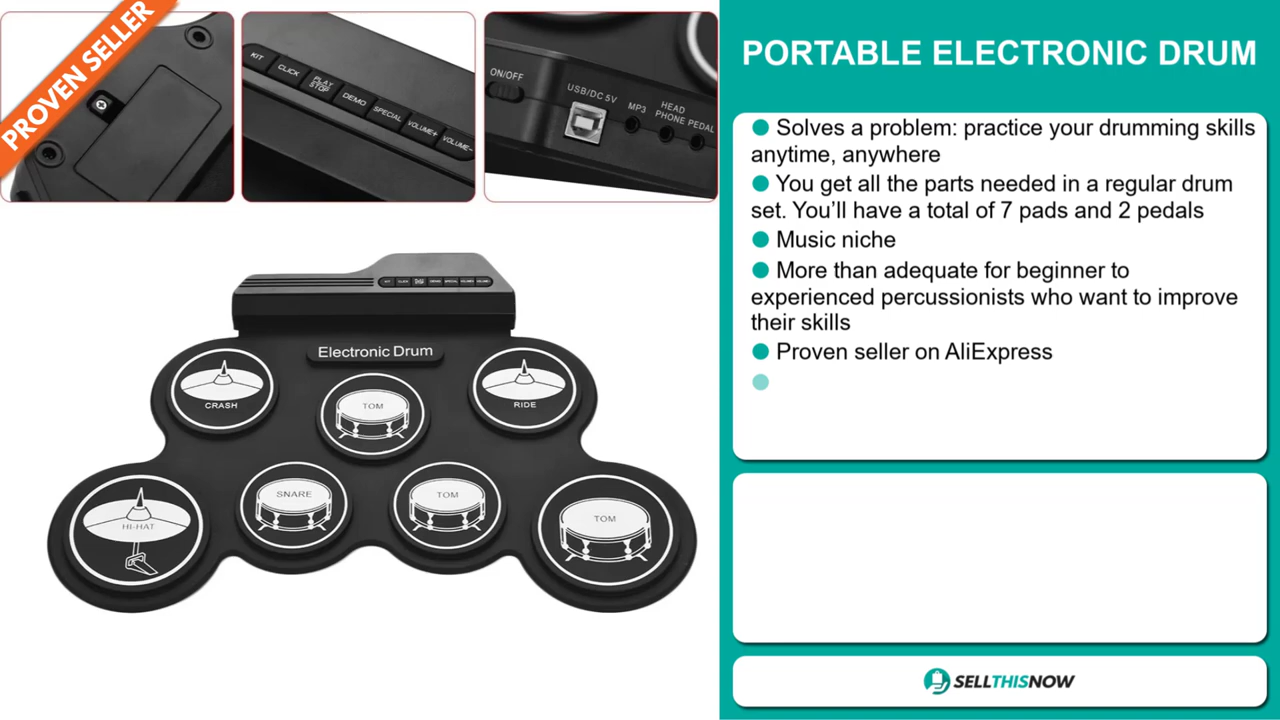 PROVEN SELLER
KIT
CLICK
PLAY
STOP
DEMO
SPECIAL
VOLUME+
VOLUME-
ON/OFF
USB/DC 5V
MP3
HEAD
PHONE
PEDAL
PORTABLE ELECTRONIC DRUM
Solves a problem: practice your drumming skills
anytime, anywhere
You get all the parts needed in a regular drum
set. You’ll have a total of 7 pads and 2 pedals
Music niche
More than adequate for beginner to
experienced percussionists who want to improve
their skills
Proven seller on AliExpress
Electronic Drum
CRASH
TOM
RIDE
HI-HAT
SNARE
TOM
TOM
SELLTHISNOW